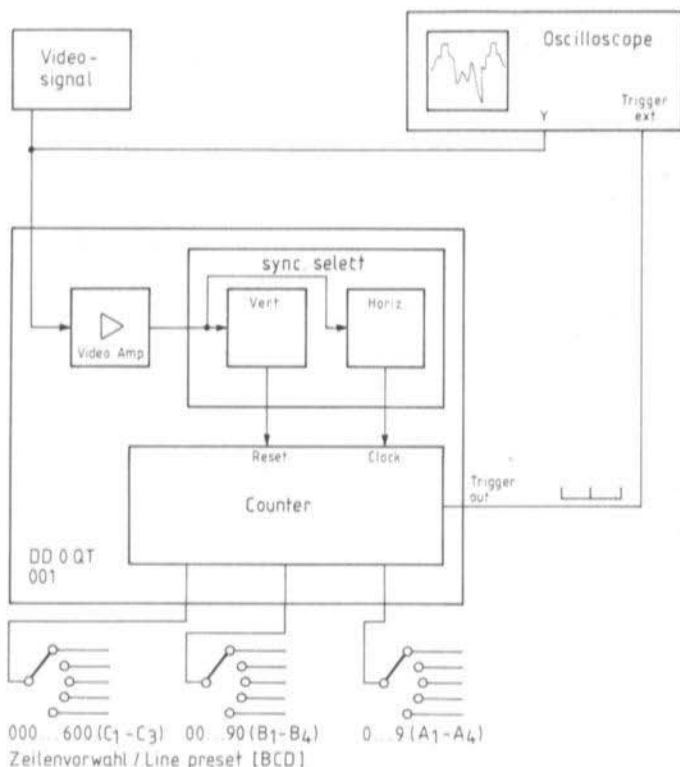 Video-
signal
Oscilloscope
Y
Trigger
ext
sync. selekt
Vert
Horiz
Video Amp
Reset
Clock
Counter
Trigger
out
DD 0 QT
001
000...600 (C1-C3) 00...90 (B1-B4) 0...9 (A1-A4)
Zeilenvorwahl / Line preset [BCD]